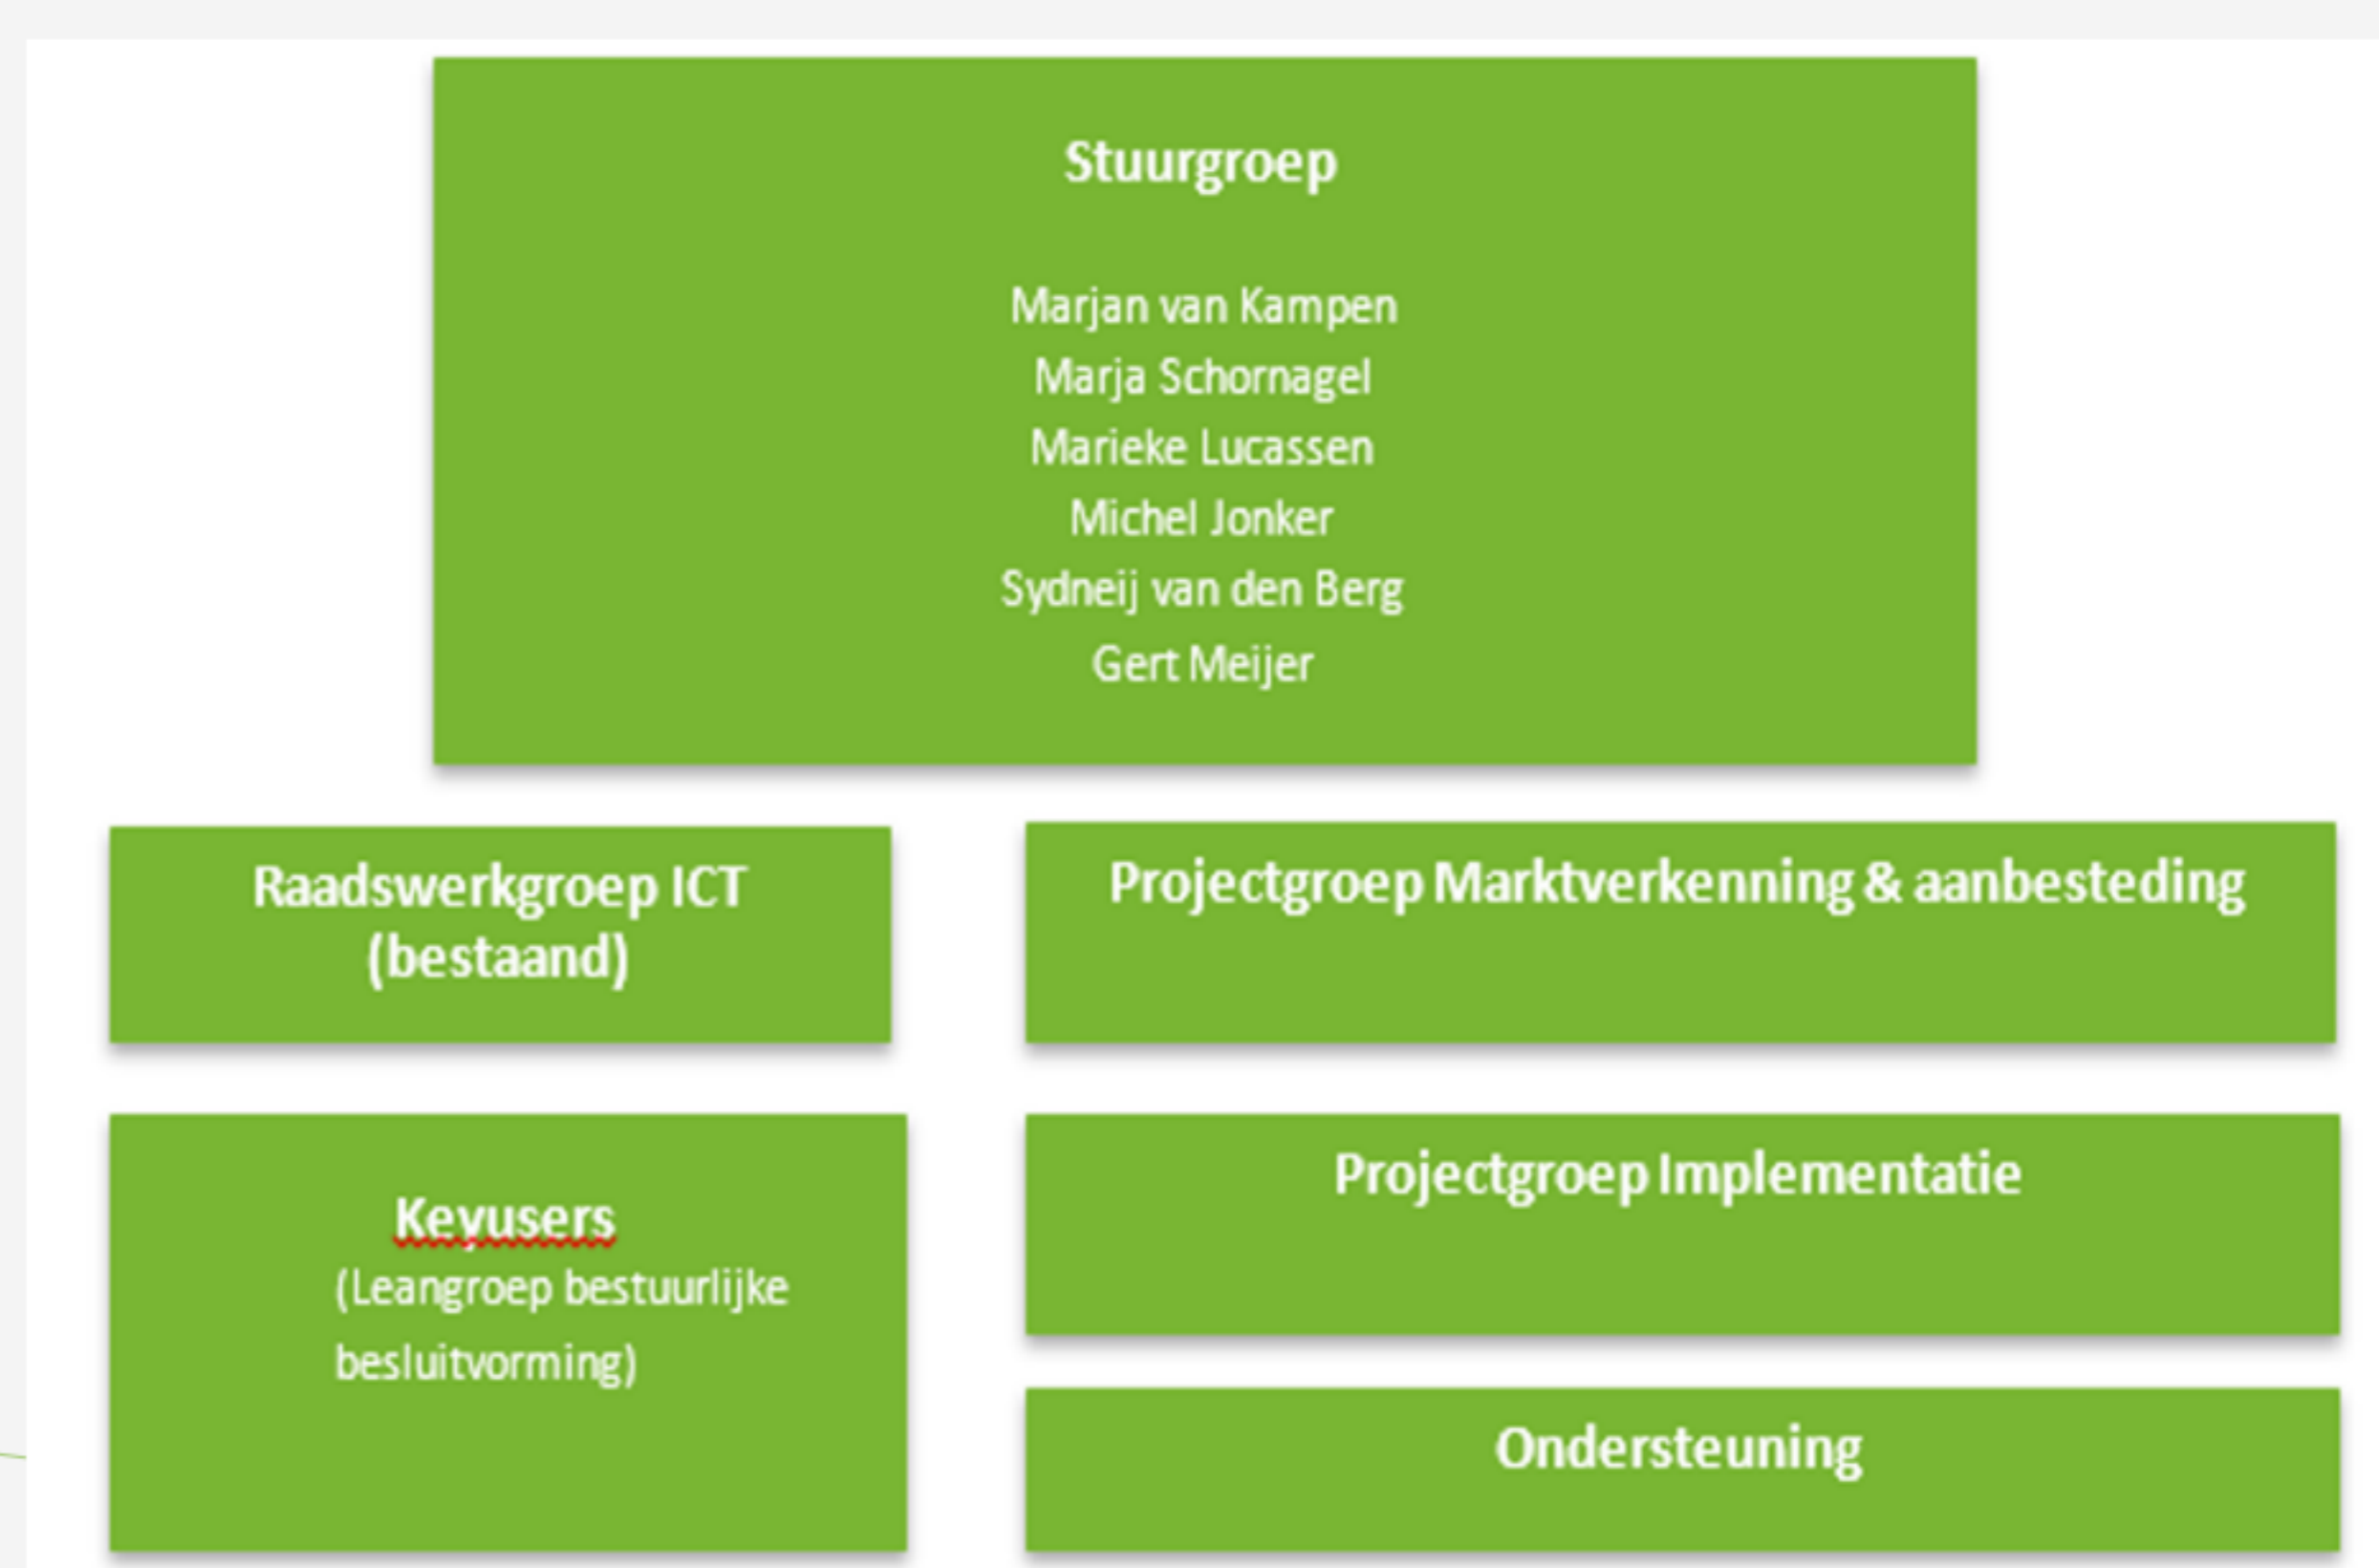 Stuurgroep
Marjan van Kampen
Marja Schornagel
Marieke Lucassen
Michel Jonker
Sydneij van den Berg
Gert Meijer
Raadswerkgroep ICT
(bestaand)
Projectgroep Marktverkenning & aanbesteding
Keyusers
(Leangroep bestuurlijke
besluitvorming)
Projectgroep Implementatie
Ondersteuning